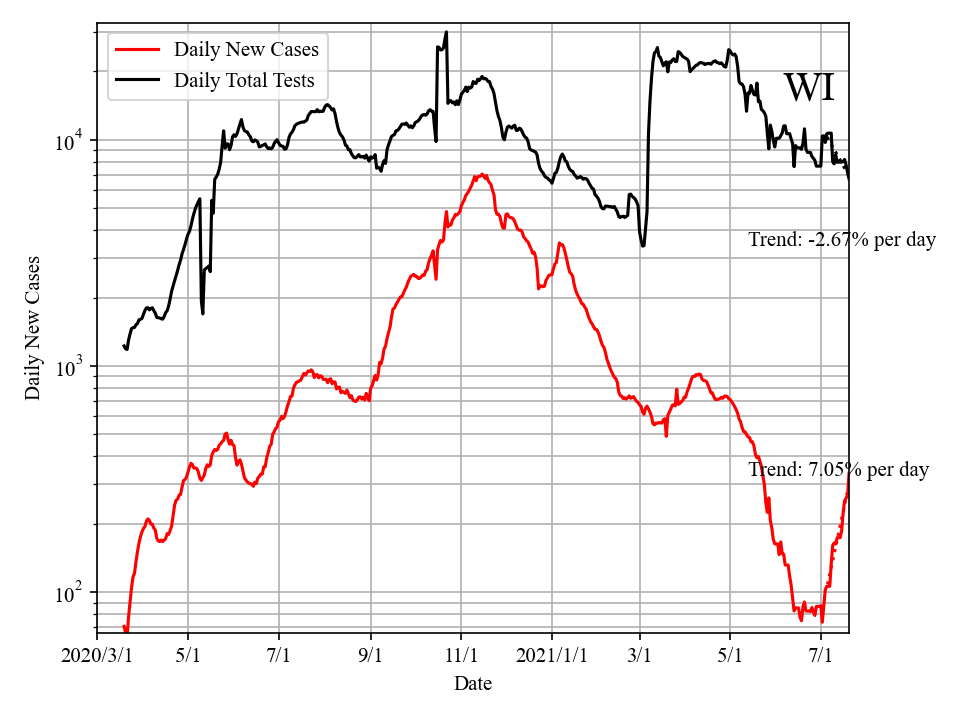 Daily New Cases
Daily Total Tests
WI
Trend: -2.67% per day
Trend: 7.05% per day
Daily New Cases
10^4
10^3
10^2
2020/3/1 5/1 7/1 9/1 11/1 2021/1/1 3/1 5/1 7/1
Date